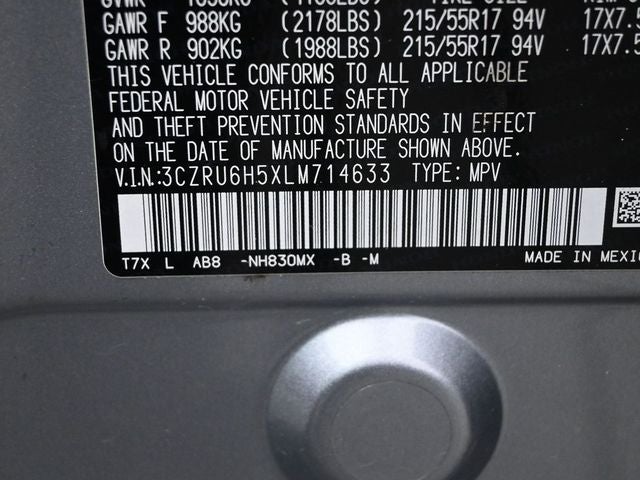 GAWR F 988KG (2178LBS) 215/55R17 94V 17X7.5
GAWR R 902KG (1988LBS) 215/55R17 94V 17X7.5
THIS VEHICLE CONFORMS TO ALL APPLICABLE
FEDERAL MOTOR VEHICLE SAFETY
AND THEFT PREVENTION STANDARDS IN EFFECT
ON THE DATE OF MANUFACTURE SHOWN ABOVE.
V.I.N.:3CZRU6H5XLM714633 TYPE: MPV
T7X L AB8 -NH830MX -B -M MADE IN MEXIC